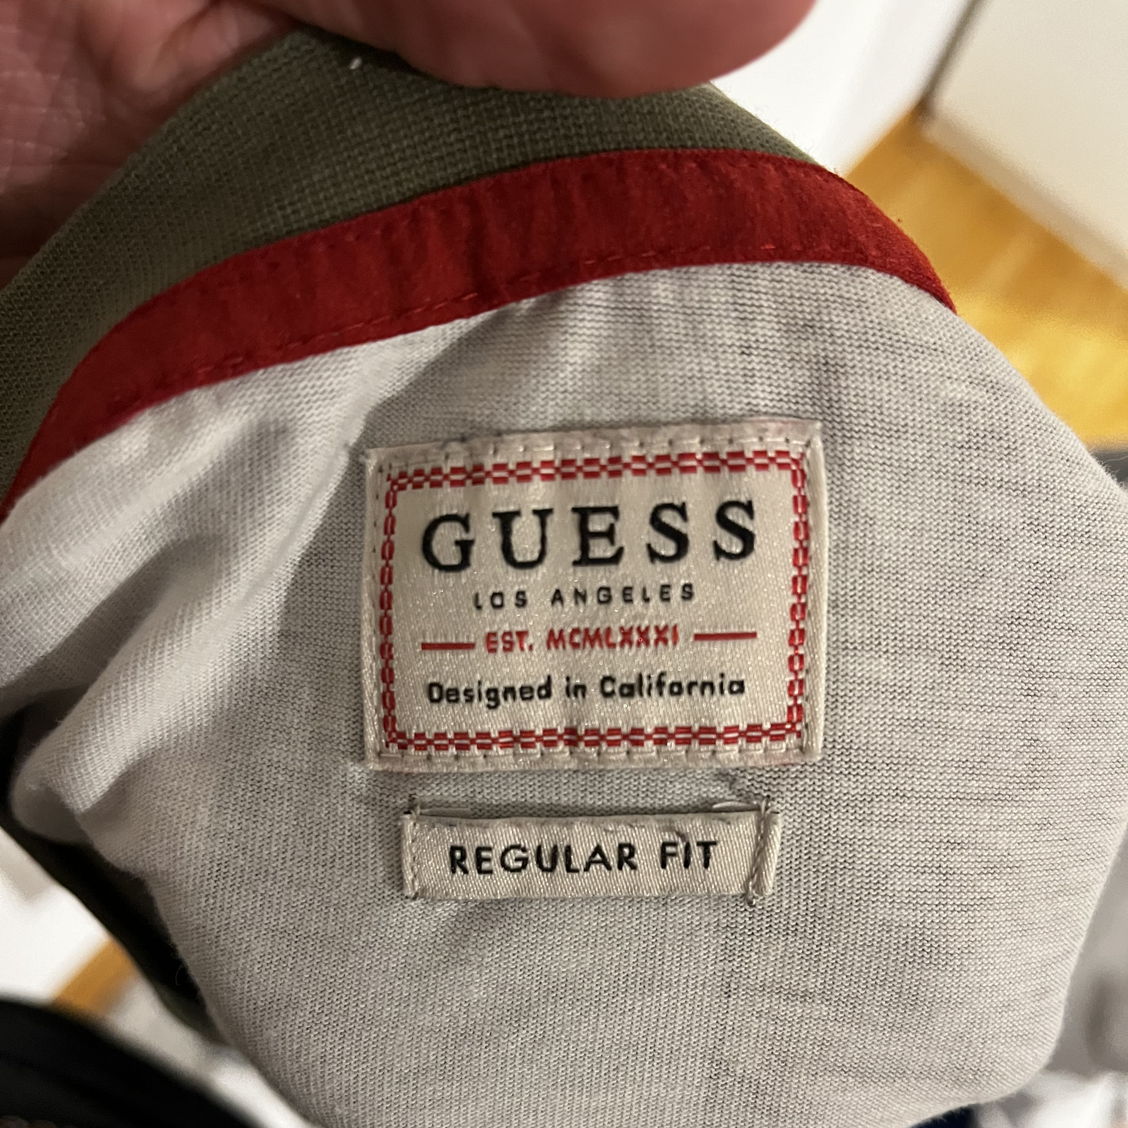 GUESS
LOS ANGELES
EST. MCMLXXXI
Designed in California
REGULAR FIT